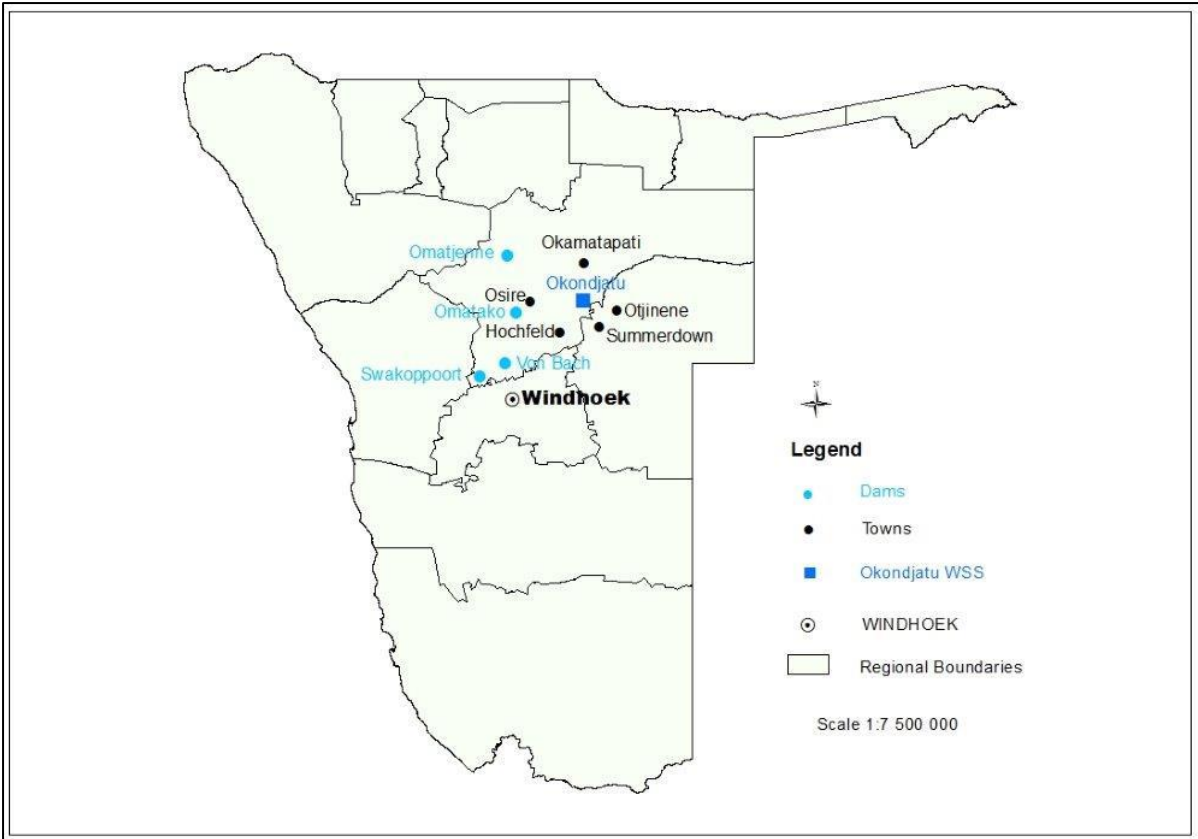 Okamatapati
Omatjenne
Okondjatu
Osire
Omatako
Otjinene
Hochfeld
Summerdown
Von Bach
Swakoppoort
Windhoek
N
Legend
Dams
Towns
Okondjatu WSS
WINDHOEK
Regional Boundaries
Scale 1:7 500 000